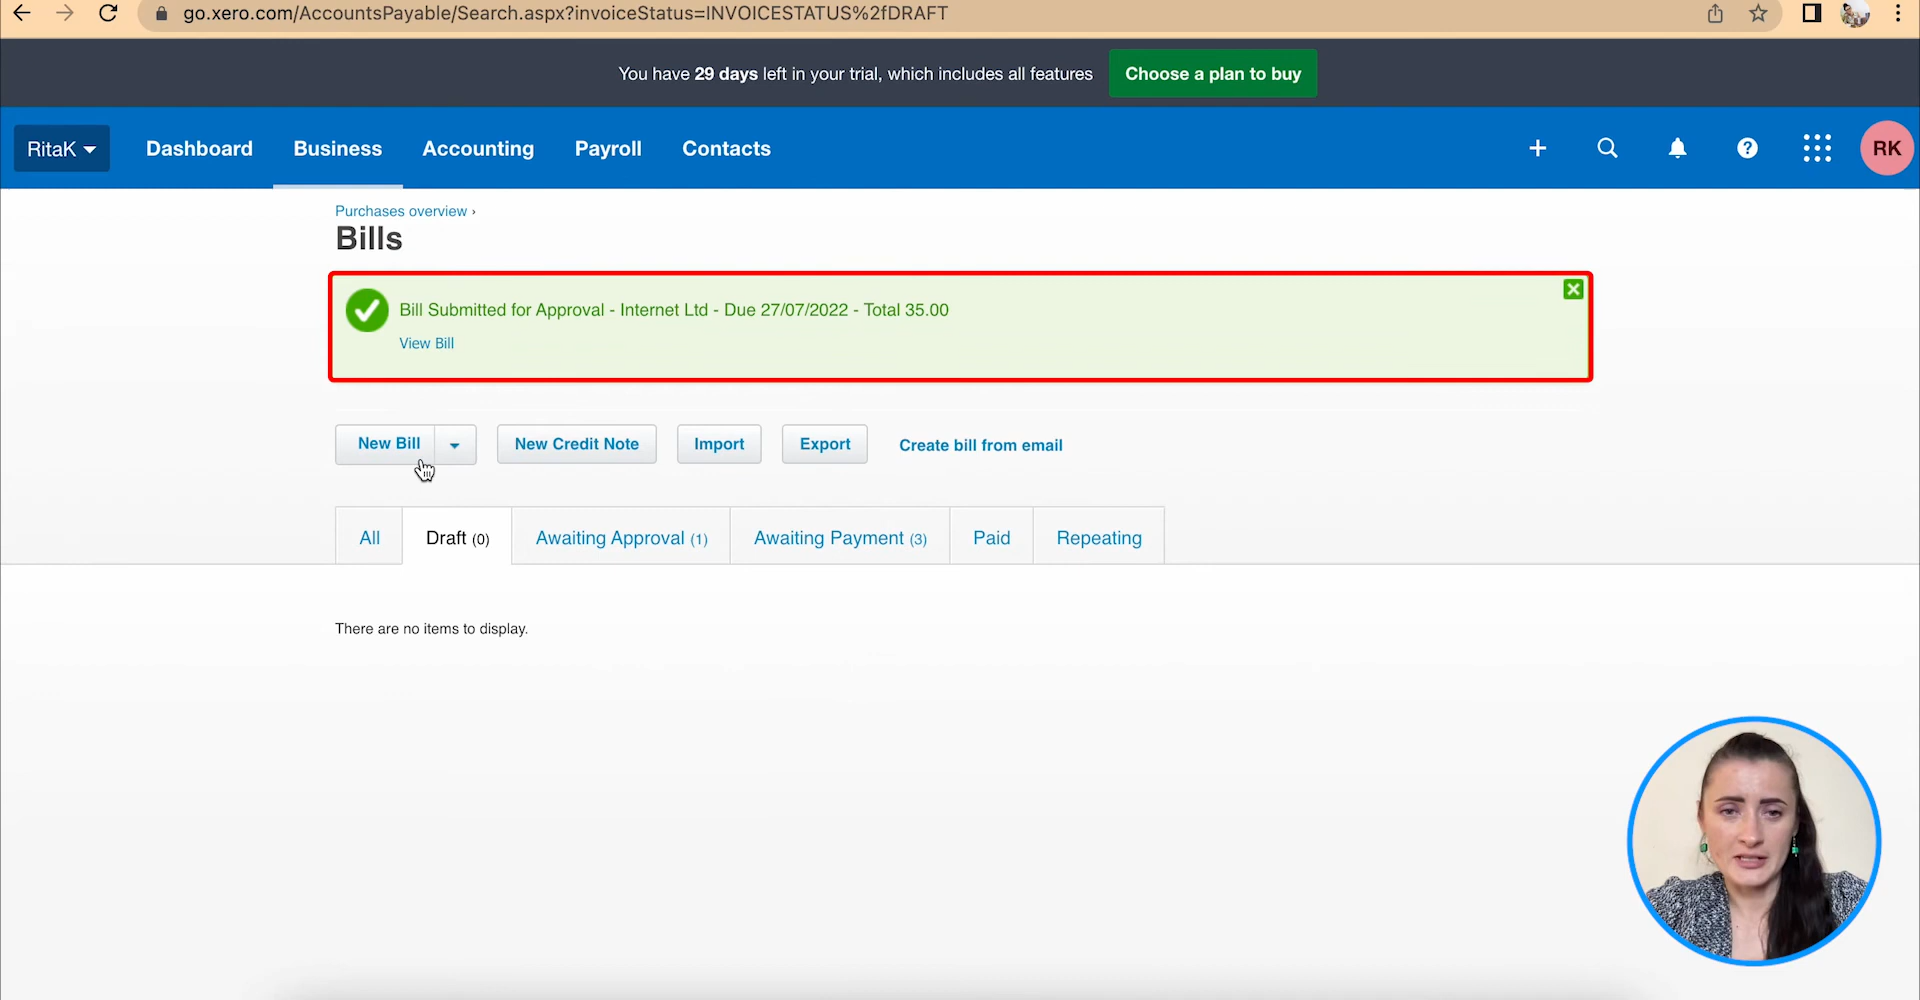 go.xero.com/AccountsPayable/Search.aspx?invoiceStatus=INVOICESTATUS%2fDRAFT
You have 29 days left in your trial, which includes all features
Choose a plan to buy
RitaK
Dashboard
Business
Accounting
Payroll
Contacts
RK
Purchases overview ›
Bills
Bill Submitted for Approval - Internet Ltd - Due 27/07/2022 - Total 35.00
View Bill
New Bill
New Credit Note
Import
Export
Create bill from email
All
Draft (0)
Awaiting Approval (1)
Awaiting Payment (3)
Paid
Repeating
There are no items to display.